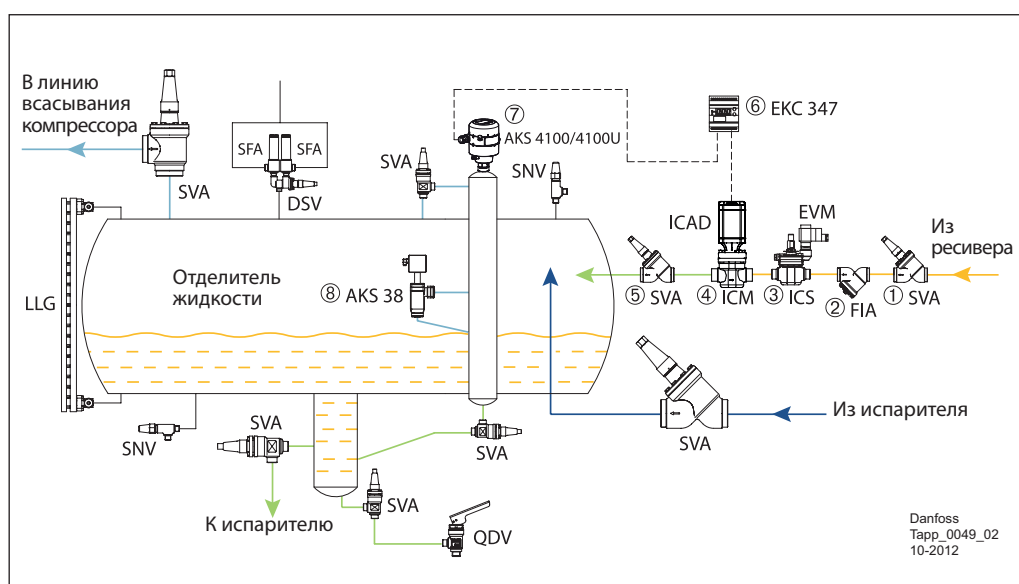 В линию
всасывания
компрессора
SVA
SFA
SFA
DSV
SVA
⑦
AKS 4100/4100U
SNV
⑥ EKC 347
ICAD
EVM
Из
ресивера
LLG
Отделитель
жидкости
⑧ AKS 38
⑤ SVA
④ ICM
③ ICS
② FIA
① SVA
SVA
Из испарителя
SNV
SVA
SVA
SVA
К испарителю
QDV
Danfoss
Tapp_0049_02
10-2012